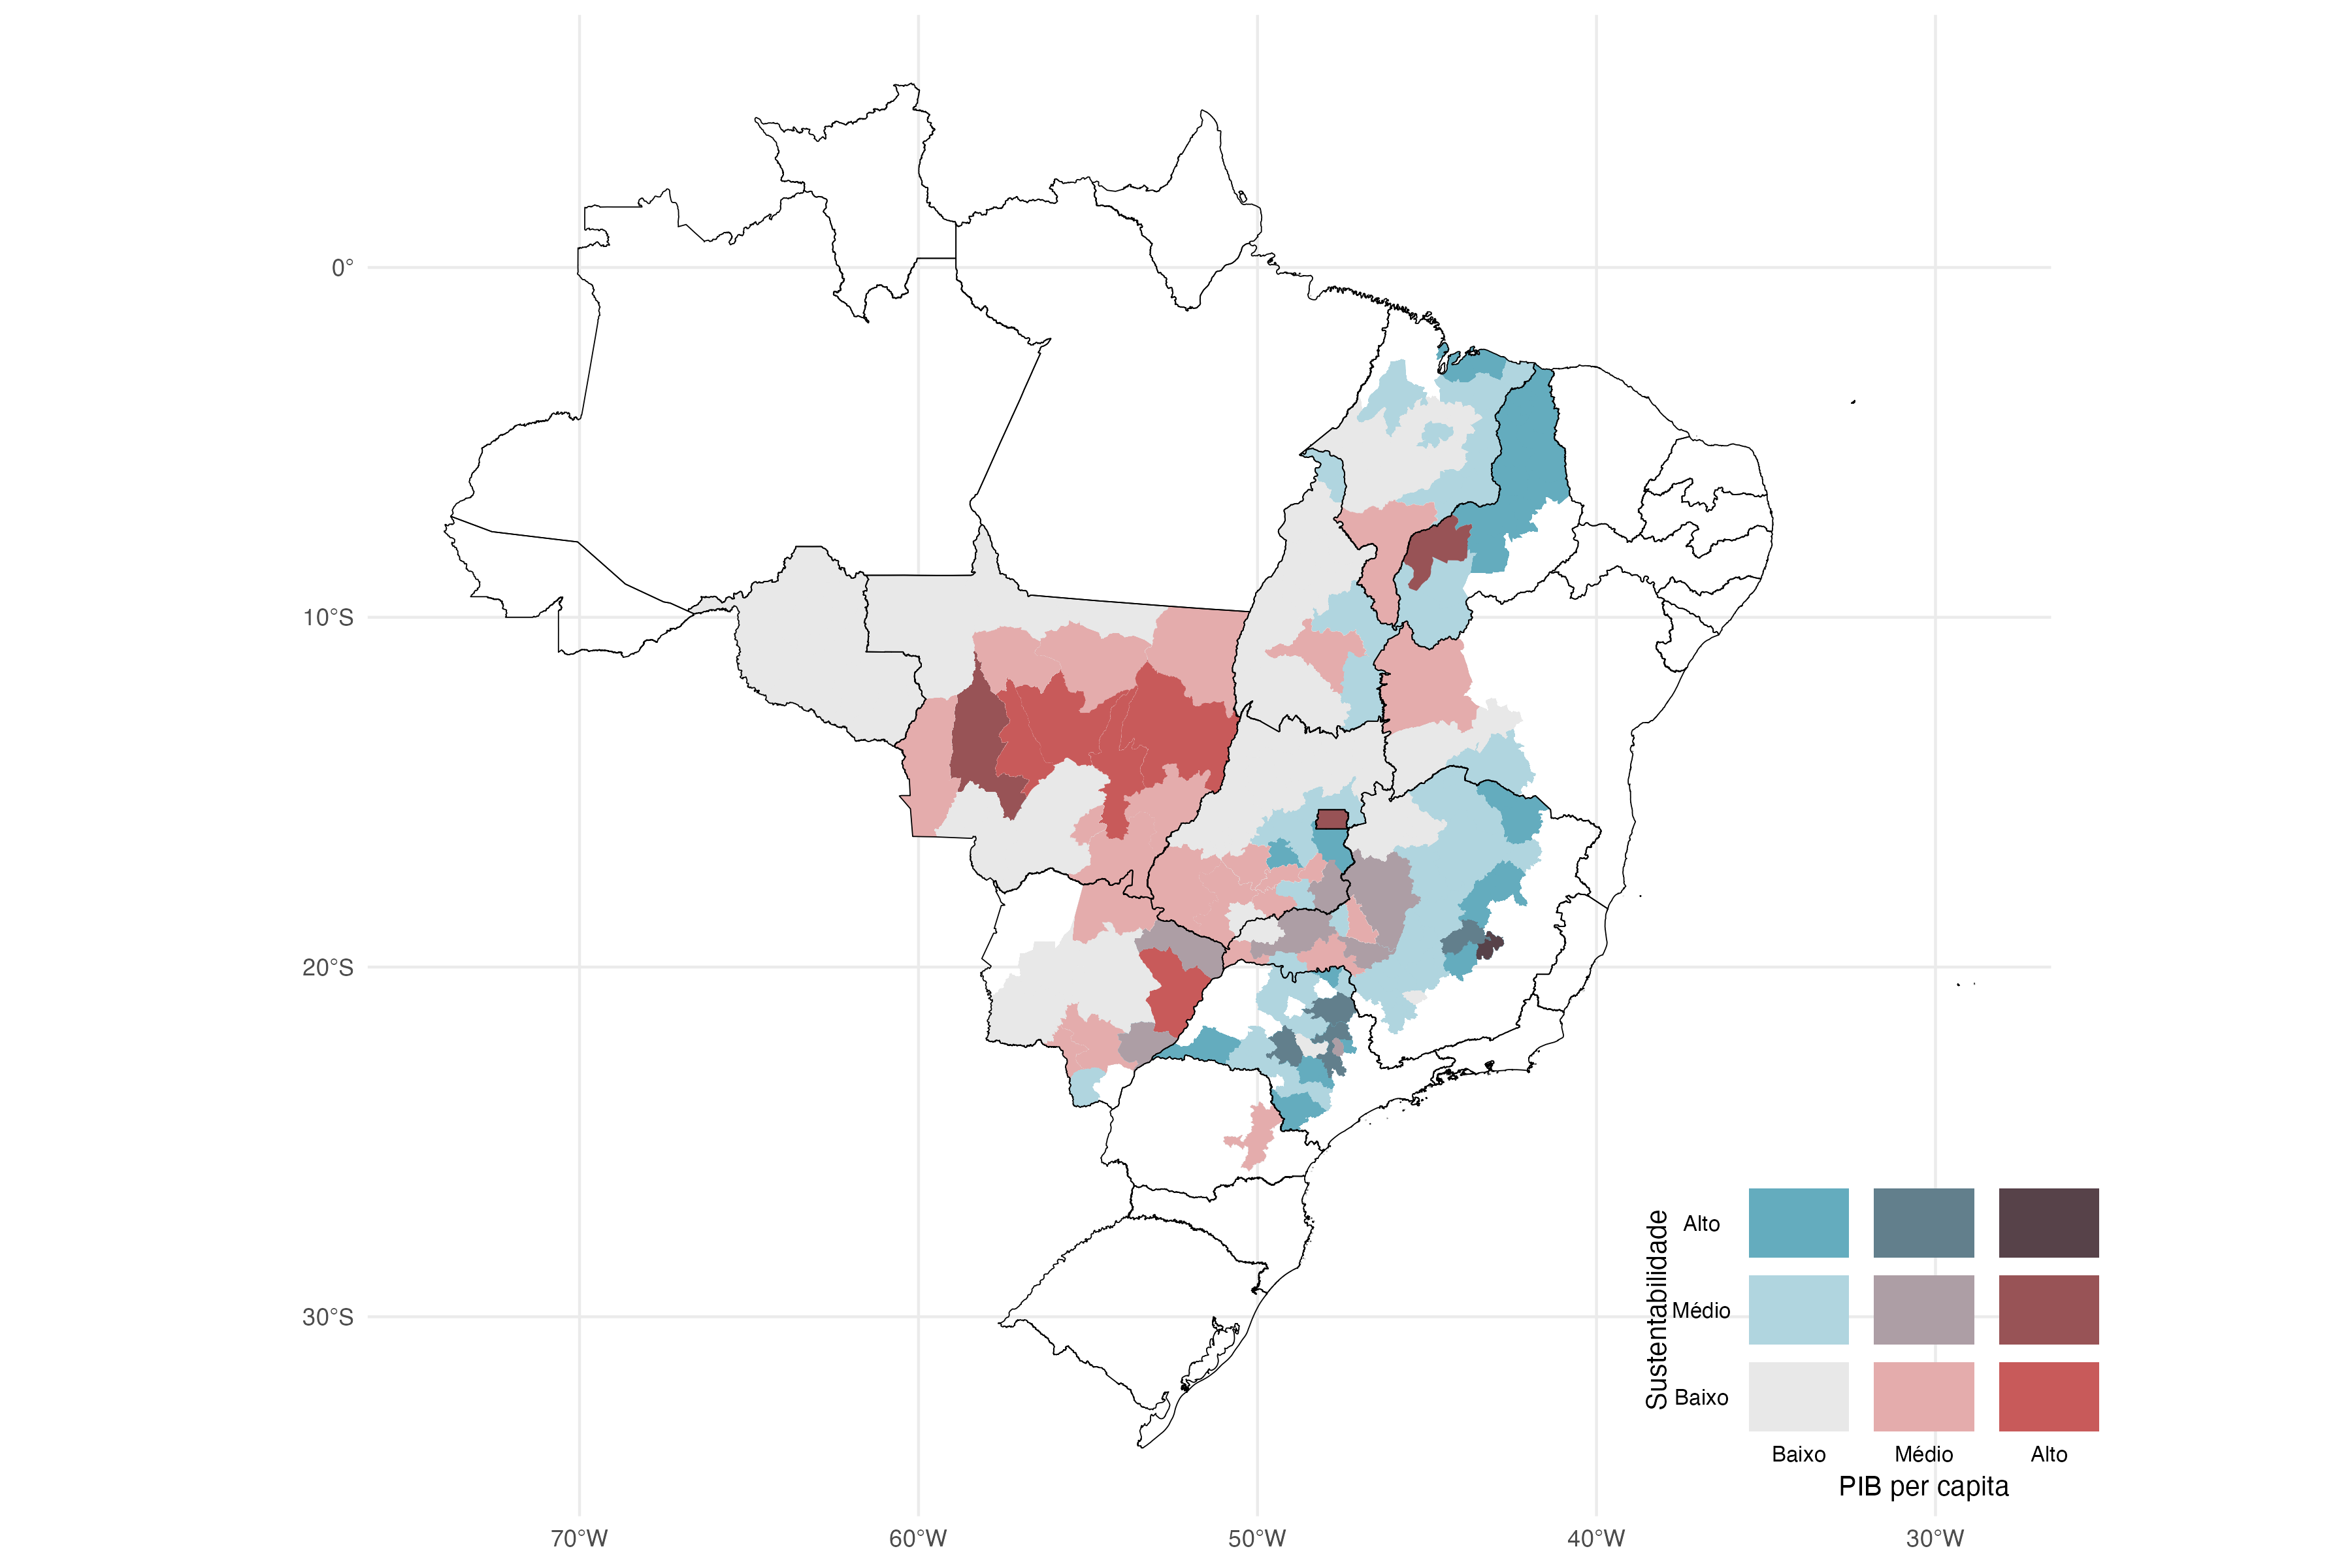 0°
10°S
20°S
30°S
70°W
60°W
50°W
40°W
30°W
Sustentabilidade
Alto
Médio
Baixo
Baixo
Médio
Alto
PIB per capita